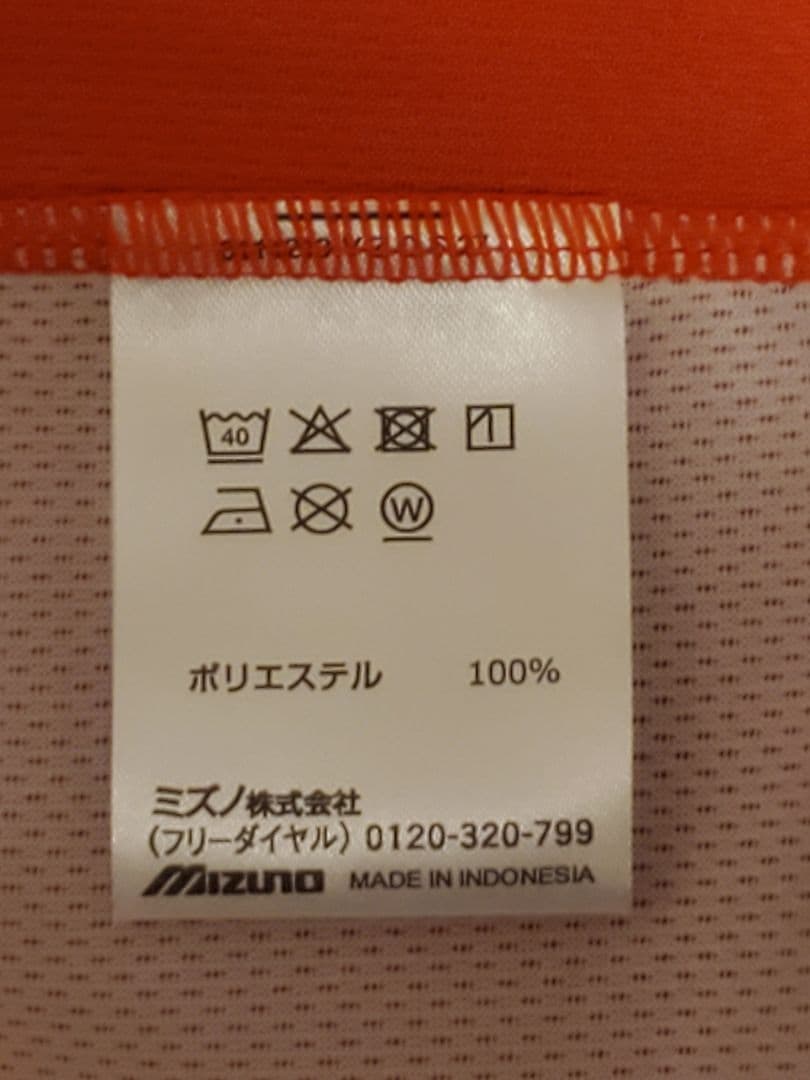 40
W
ポリエステル 100%
ミズノ株式会社
(フリーダイヤル) 0120-320-799
MIZUNO MADE IN INDONESIA